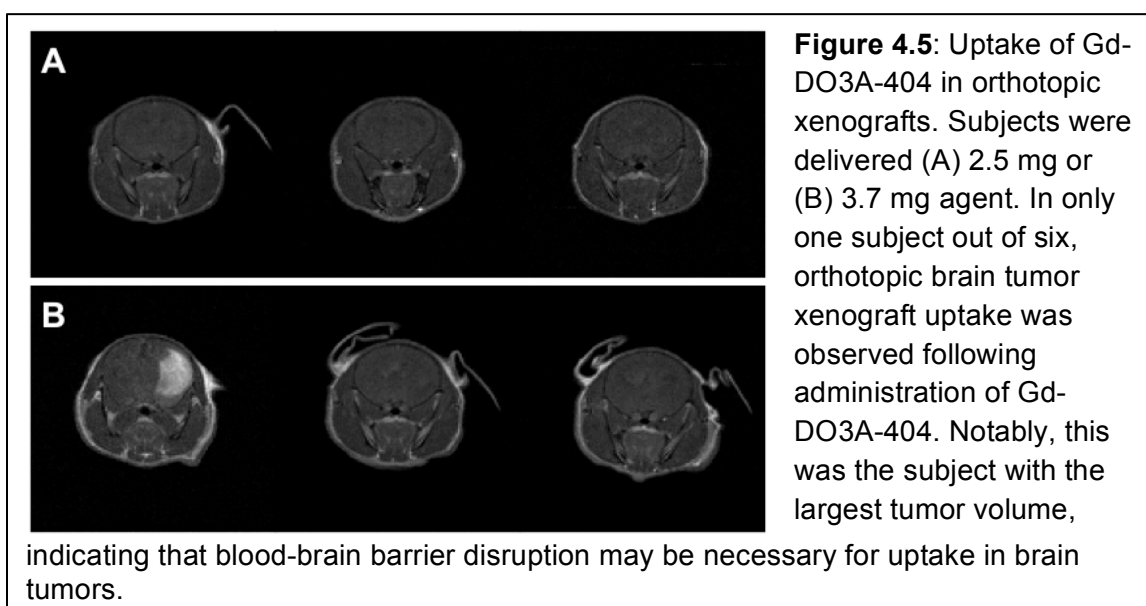 A
B
Figure 4.5: Uptake of Gd-
DO3A-404 in orthotopic
xenografts. Subjects were
delivered (A) 2.5 mg or
(B) 3.7 mg agent. In only
one subject out of six,
orthotopic brain tumor
xenograft uptake was
observed following
administration of Gd-
DO3A-404. Notably, this
was the subject with the
largest tumor volume,
indicating that blood-brain barrier disruption may be necessary for uptake in brain
tumors.